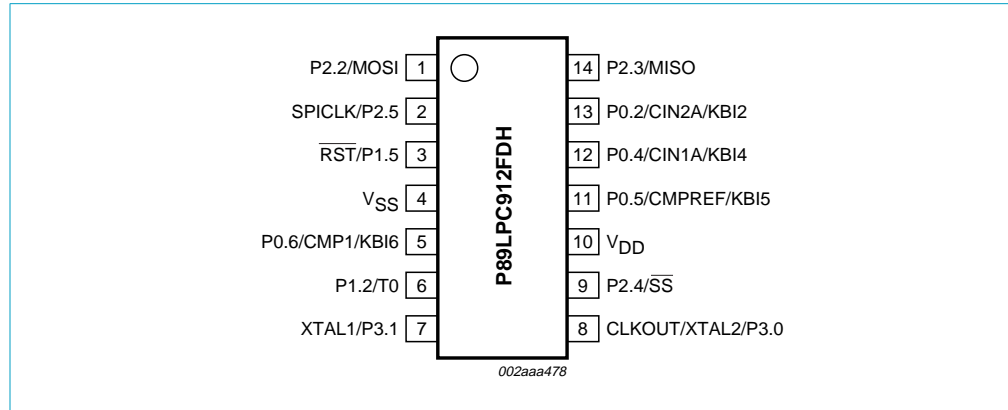 P2.2/MOSI 1 14 P2.3/MISO
SPICLK/P2.5 2 13 P0.2/CIN2A/KBI2
R̅S̅T̅/P1.5 3 12 P0.4/CIN1A/KBI4
VSS 4 11 P0.5/CMPREF/KBI5
P0.6/CMP1/KBI6 5 10 VDD
P1.2/T0 6 9 P2.4/S̅S̅
XTAL1/P3.1 7 8 CLKOUT/XTAL2/P3.0
P89LPC912FDH
002aaa478